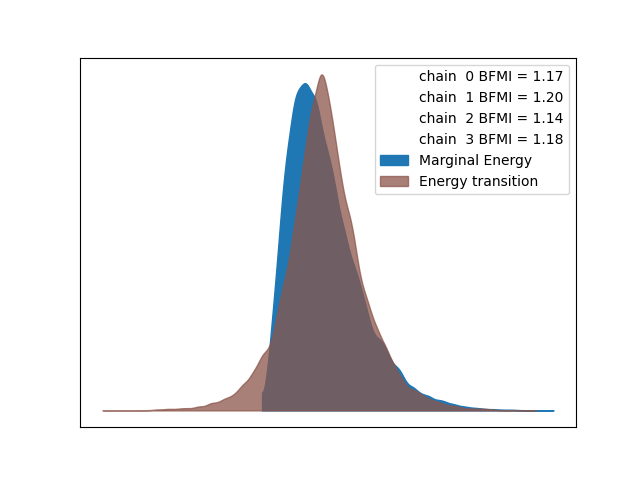 chain  0 BFMI = 1.17
chain  1 BFMI = 1.20
chain  2 BFMI = 1.14
chain  3 BFMI = 1.18
Marginal Energy
Energy transition